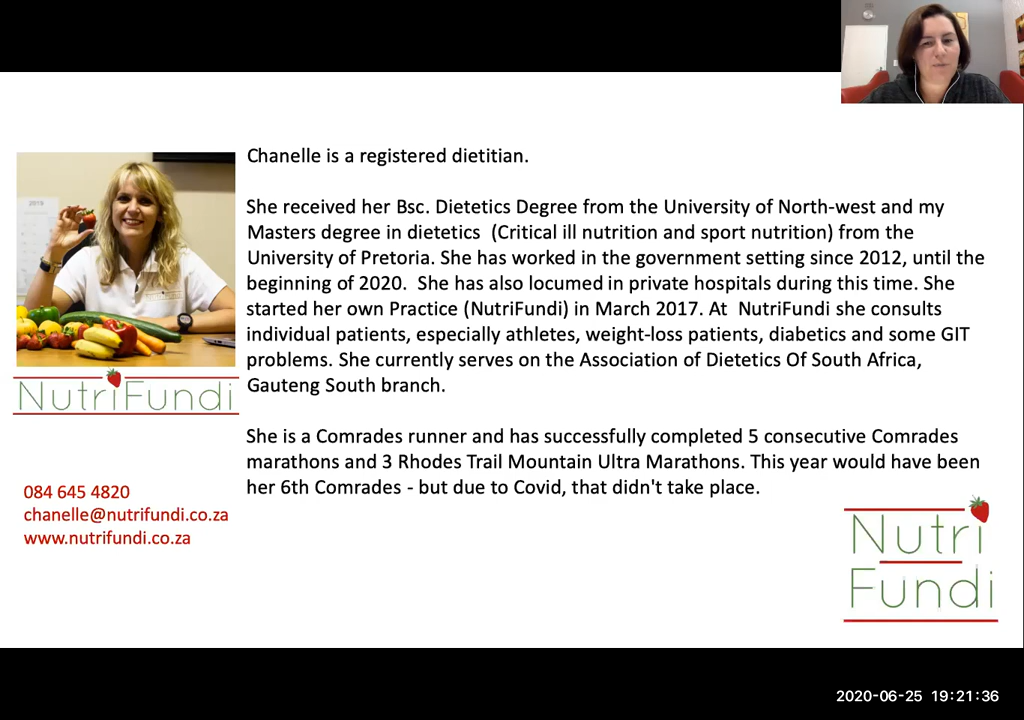 Chanelle is a registered dietitian.
She received her Bsc. Dietetics Degree from the University of North-west and my
Masters degree in dietetics (Critical ill nutrition and sport nutrition) from the
University of Pretoria. She has worked in the government setting since 2012, until the
beginning of 2020. She has also locumed in private hospitals during this time. She
started her own Practice (NutriFundi) in March 2017. At NutriFundi she consults
individual patients, especially athletes, weight-loss patients, diabetics and some GIT
problems. She currently serves on the Association of Dietetics Of South Africa,
Gauteng South branch.
She is a Comrades runner and has successfully completed 5 consecutive Comrades
marathons and 3 Rhodes Trail Mountain Ultra Marathons. This year would have been
her 6th Comrades - but due to Covid, that didn't take place.
2019
NutriFundi
084 645 4820
chanelle@nutrifundi.co.za
www.nutrifundi.co.za
Nutri
Fundi
2020-06-25 19:21:36